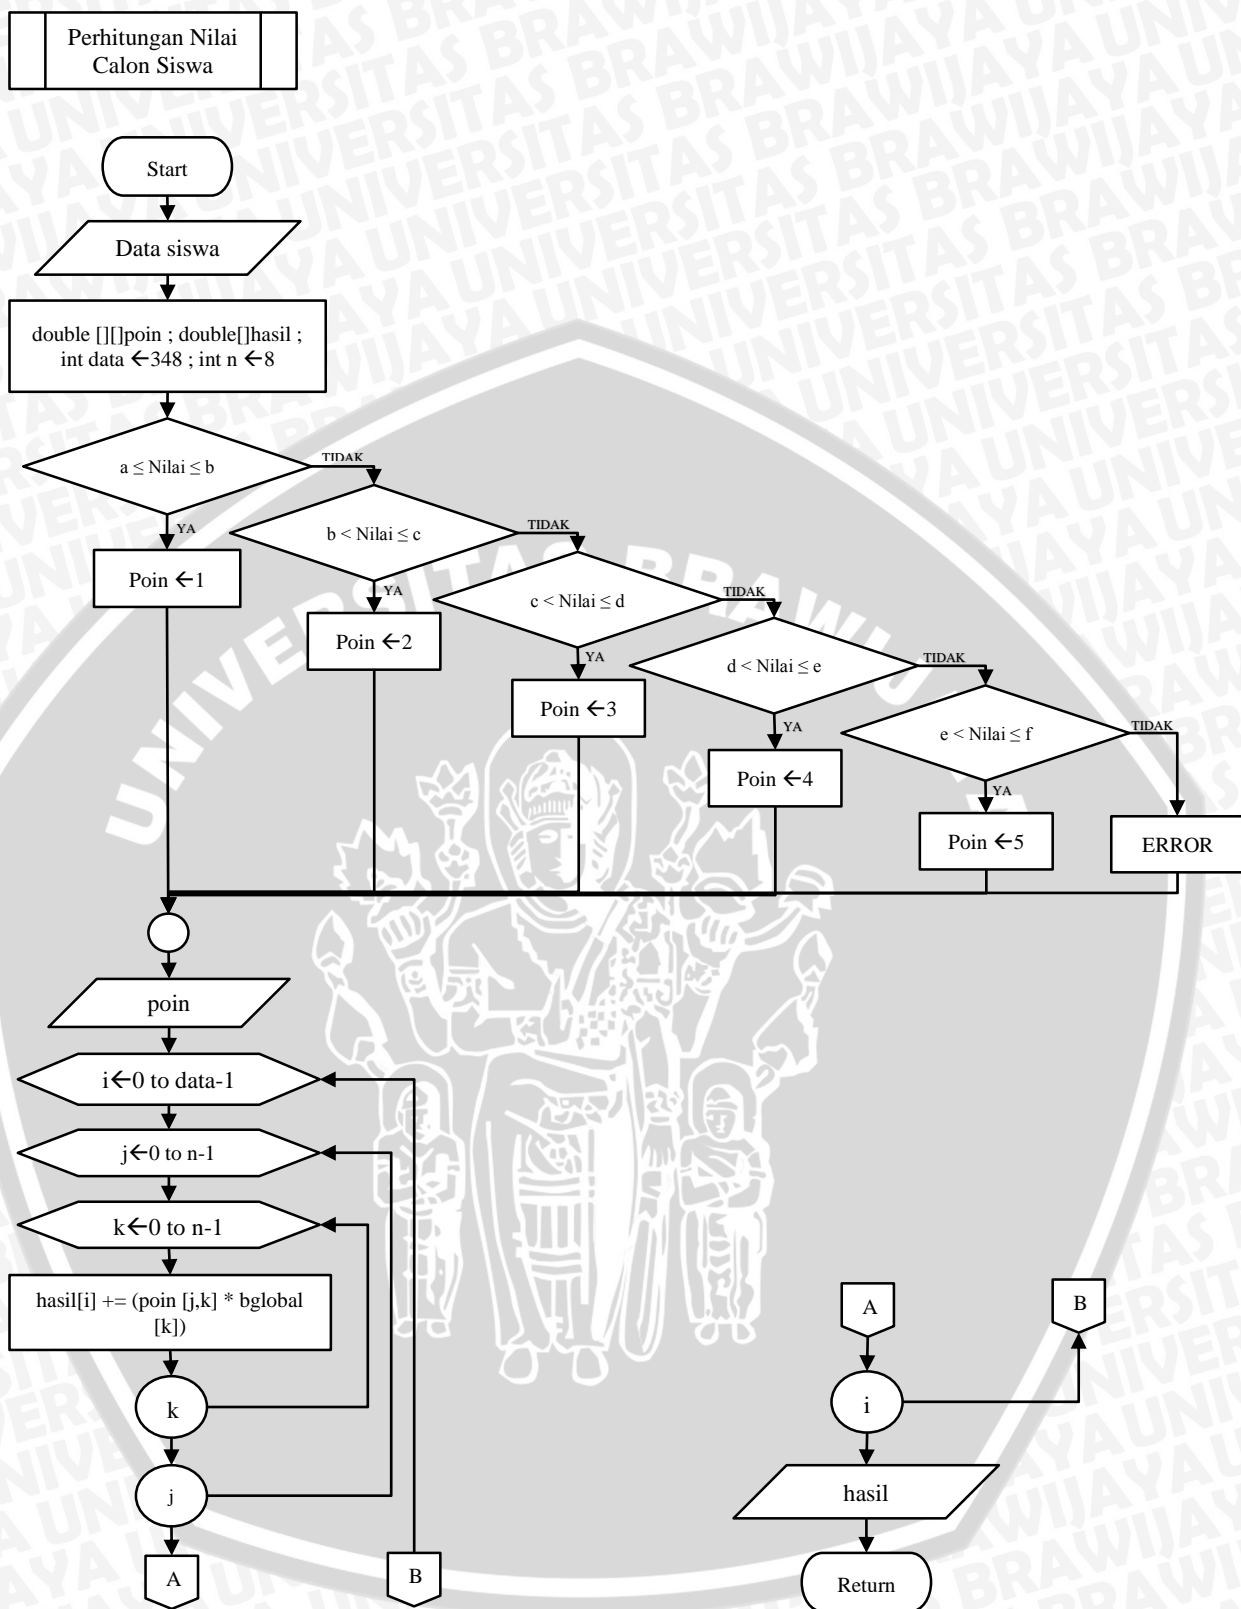 Perhitungan Nilai
Calon Siswa
Start
Data siswa
double [][]poin ; double[]hasil ;
int data ←348 ; int n ←8
a ≤ Nilai ≤ b
TIDAK
YA
b < Nilai ≤ c
TIDAK
YA
c < Nilai ≤ d
TIDAK
YA
d < Nilai ≤ e
TIDAK
YA
e < Nilai ≤ f
TIDAK
YA
Poin ←1
Poin ←2
Poin ←3
Poin ←4
Poin ←5
ERROR
poin
i←0 to data-1
j←0 to n-1
k←0 to n-1
hasil[i] += (poin [j,k] * bglobal
[k])
k
j
A
B
A
B
i
hasil
Return
UNIVERSITAS BRAWIJAYA